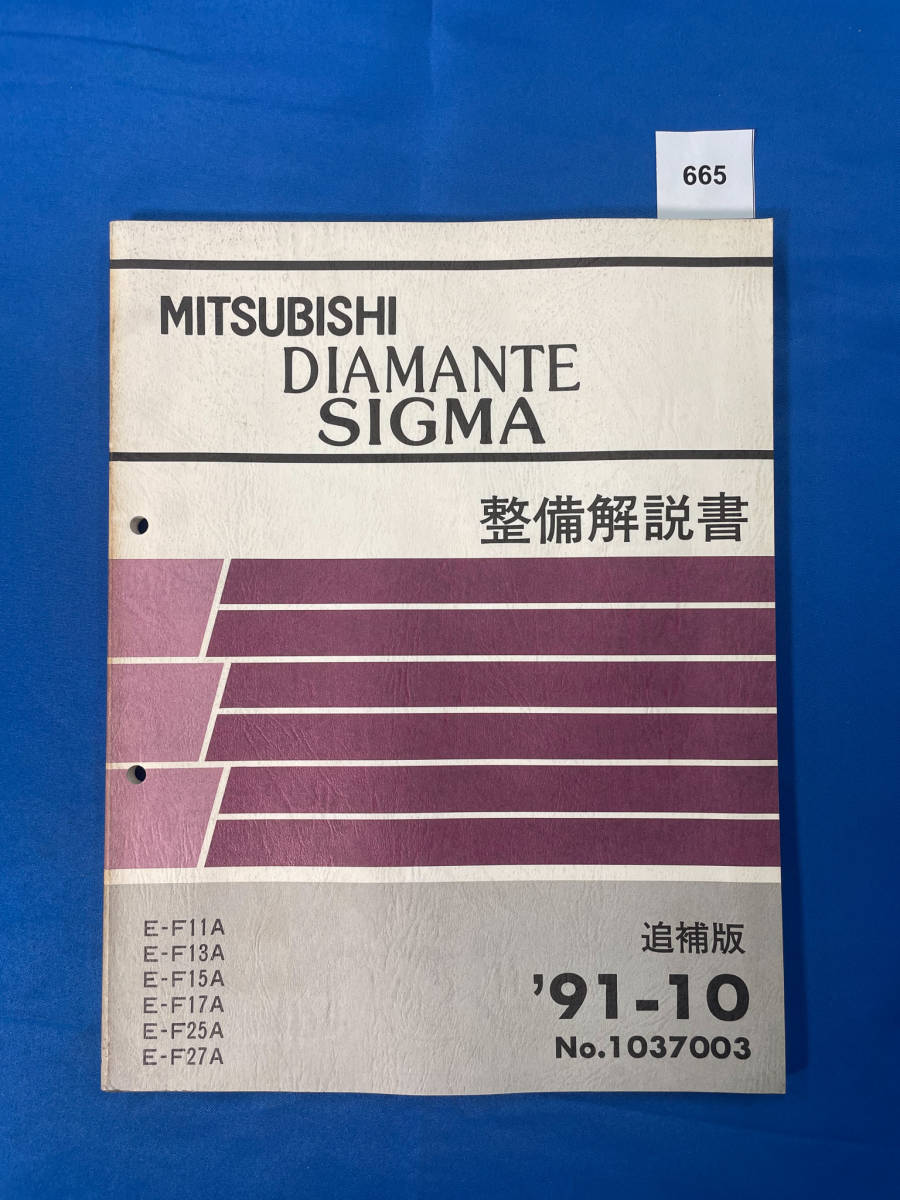 665
MITSUBISHI
DIAMANTE
SIGMA
整備解説書
E-F11A
E-F13A
E-F15A
E-F17A
E-F25A
E-F27A
追補版
'91-10
No.1037003